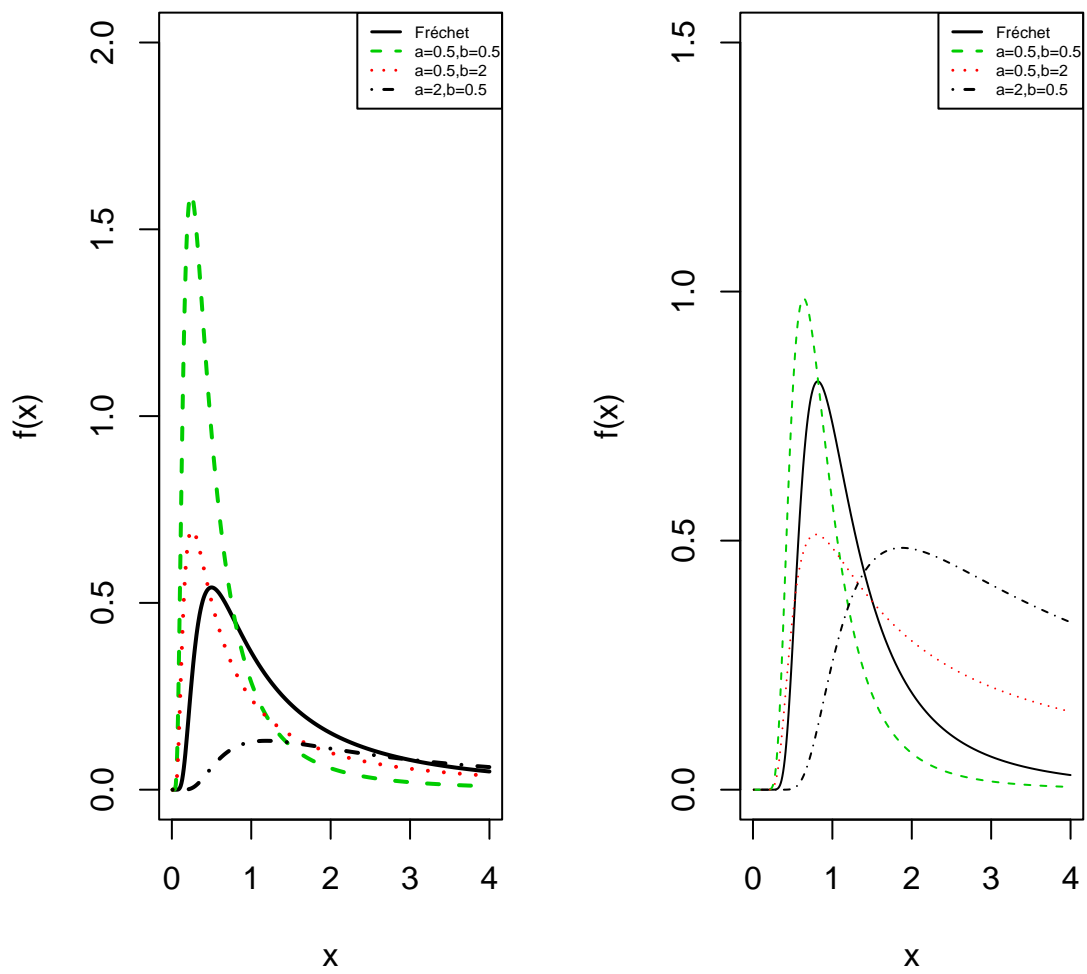 Fréchet
a=0.5,b=0.5
a=0.5,b=2
a=2,b=0.5
2.0
1.5
1.0
0.5
0.0
f(x)
0 1 2 3 4
x
Fréchet
a=0.5,b=0.5
a=0.5,b=2
a=2,b=0.5
1.5
1.0
0.5
0.0
f(x)
0 1 2 3 4
x